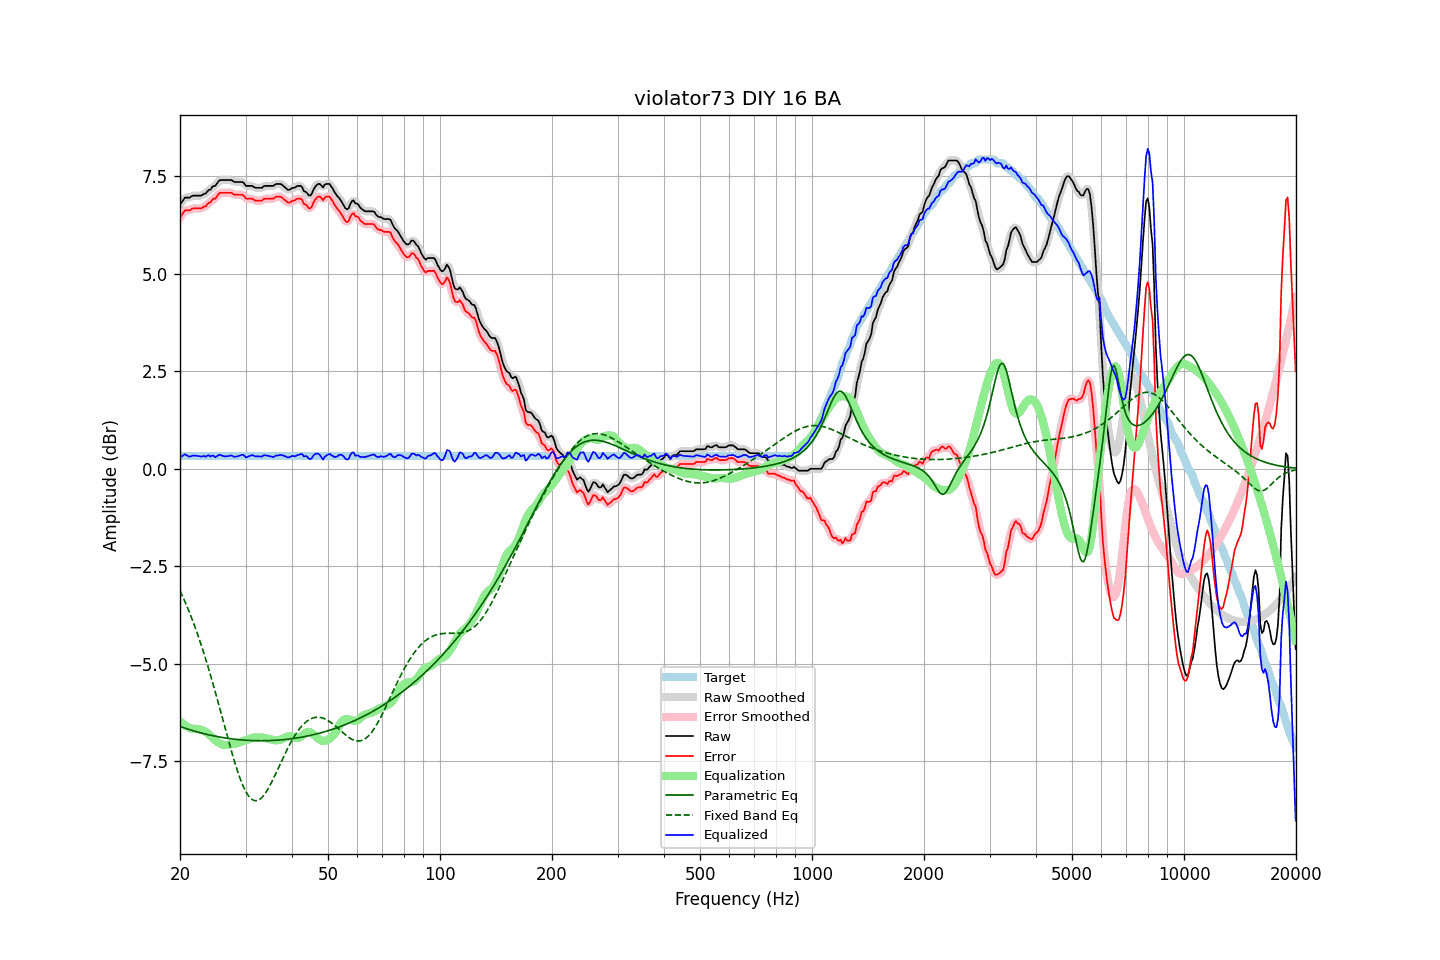 violator73 DIY 16 BA
Amplitude (dBr)
7.5
5.0
2.5
0.0
−2.5
−5.0
−7.5
Target
Raw Smoothed
Error Smoothed
Raw
Error
Equalization
Parametric Eq
Fixed Band Eq
Equalized
20 50 100 200 500 1000 2000 5000 10000 20000
Frequency (Hz)